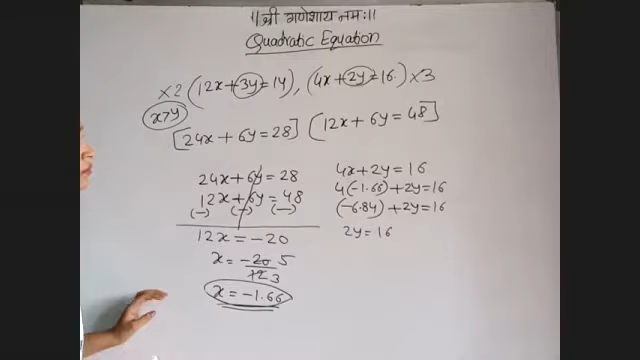 ||श्री गणेशाय नमः||
Quadratic Equation
×2 (12x+3y=14), (4x+2y=16) ×3
x>y
[24x+6y=28] (12x+6y=48]
24x+6y=28
12x+6y=48
(-) (-) (-)
12x = -20
x = -20 5
12 3
x = -1.66
4x+2y=16
4(-1.66)+2y=16
(-6.84)+2y=16
2y=16